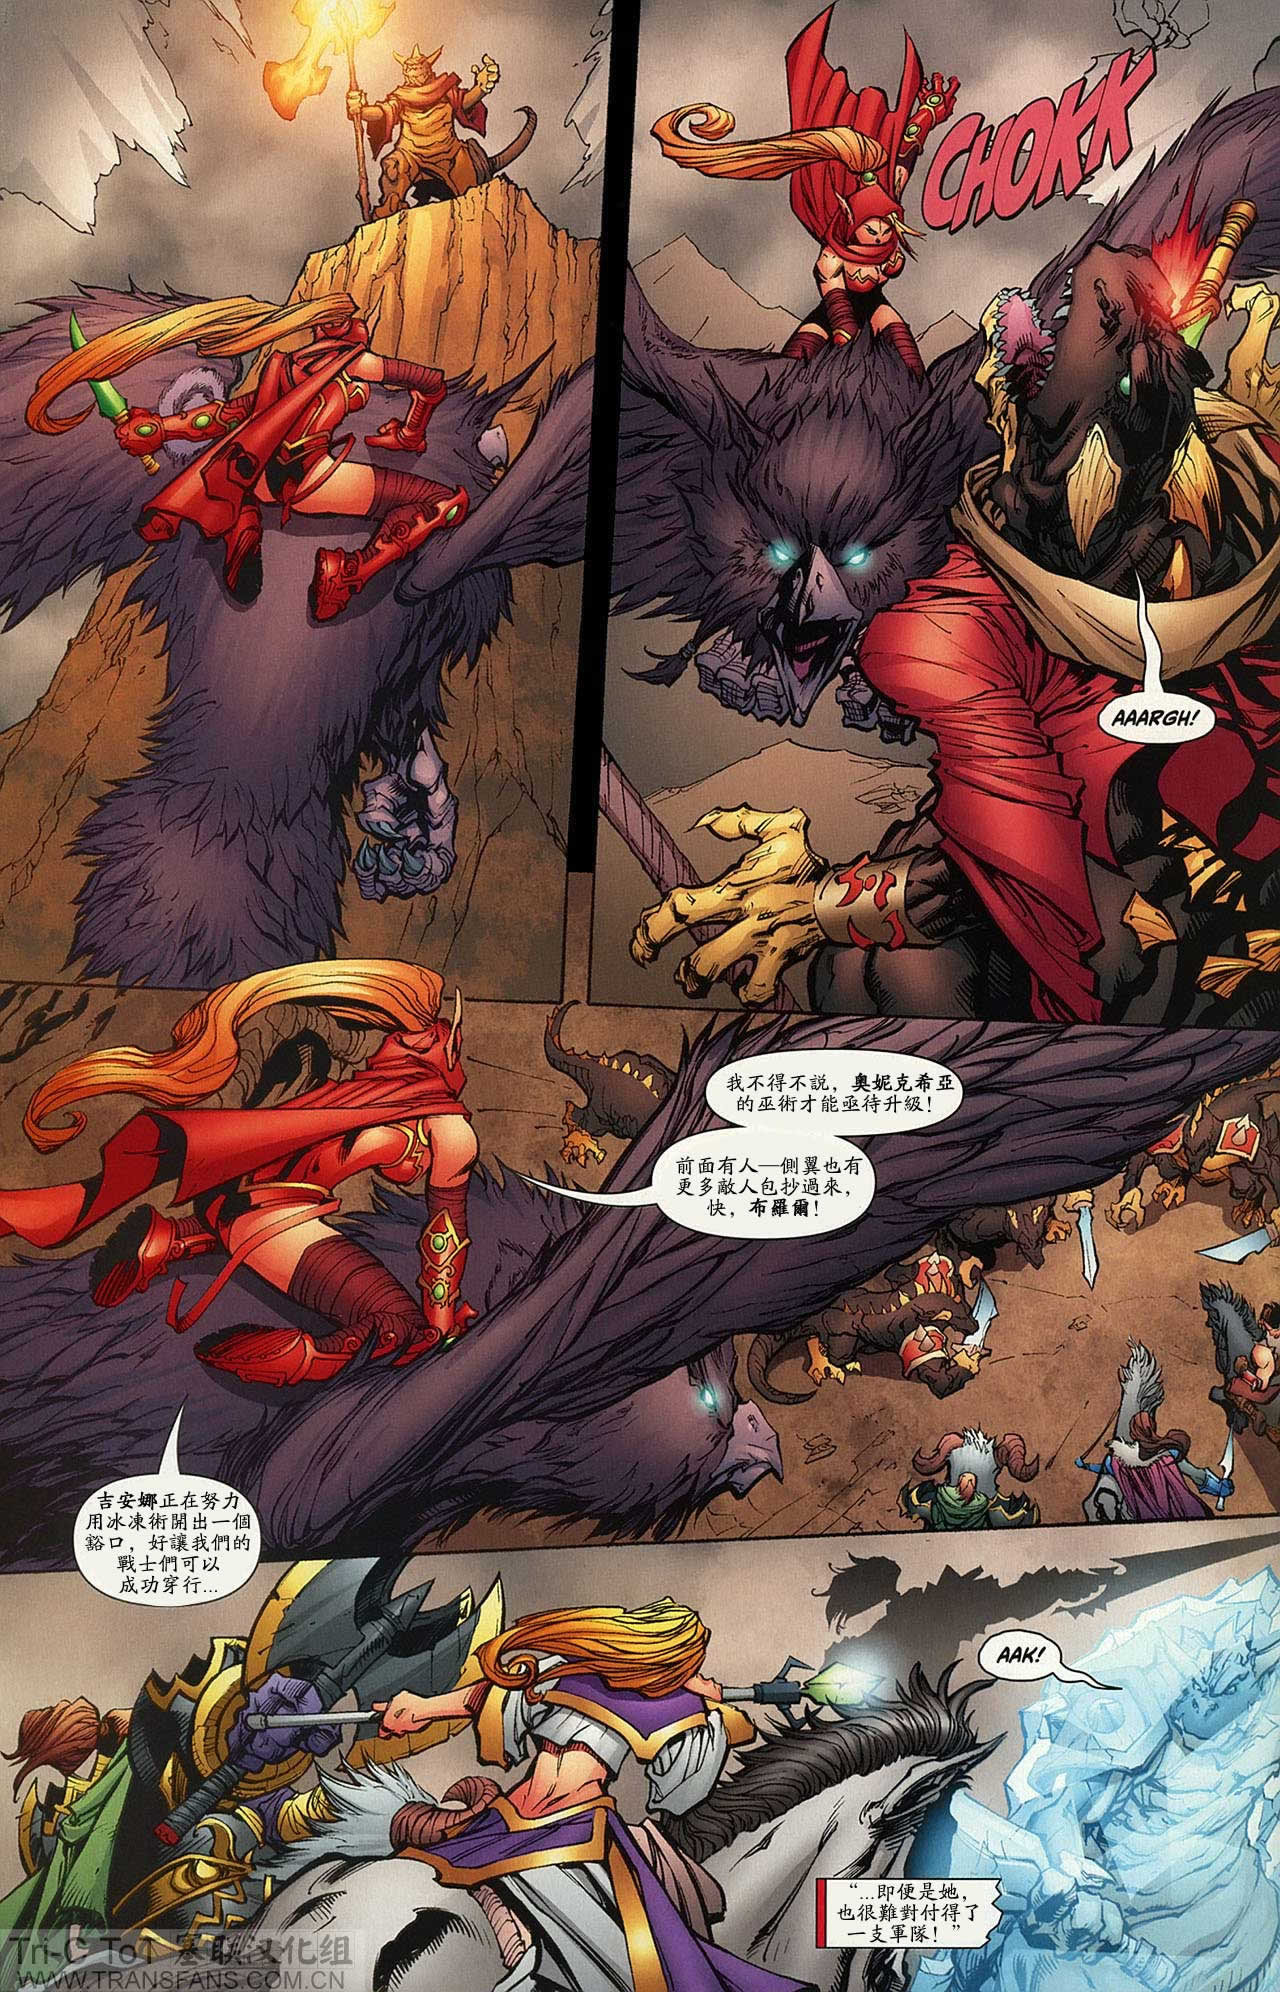 CHOKK
AAARGH!
我不得不說，奧妮克希亞
的巫術才能亟待升級！
前面有人—側翼也有
更多敵人包抄過來，
快，布羅爾！
吉安娜正在努力
用冰凍術開出一個
豁口，好讓我們的
戰士們可以
成功穿行...
AAK!
“...即便是她，
也很難對付得了
一支軍隊！”
Tri-C ToT 塞联汉化组
WWW.TRANSFANS.COM.CN